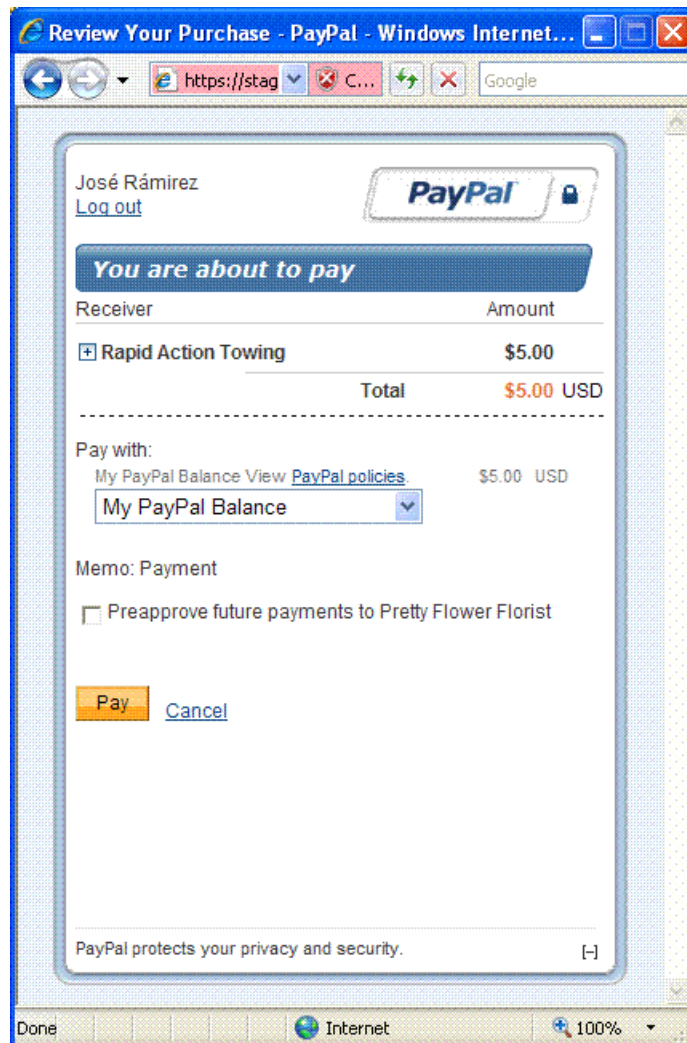 Review Your Purchase - PayPal - Windows Internet...
https://stag C... Google
José Rámirez
Log out
PayPal
You are about to pay
Receiver Amount
Rapid Action Towing $5.00
Total $5.00 USD
Pay with:
My PayPal Balance View PayPal policies. $5.00 USD
My PayPal Balance
Memo: Payment
Preapprove future payments to Pretty Flower Florist
Pay Cancel
PayPal protects your privacy and security. [–]
Done Internet 100%